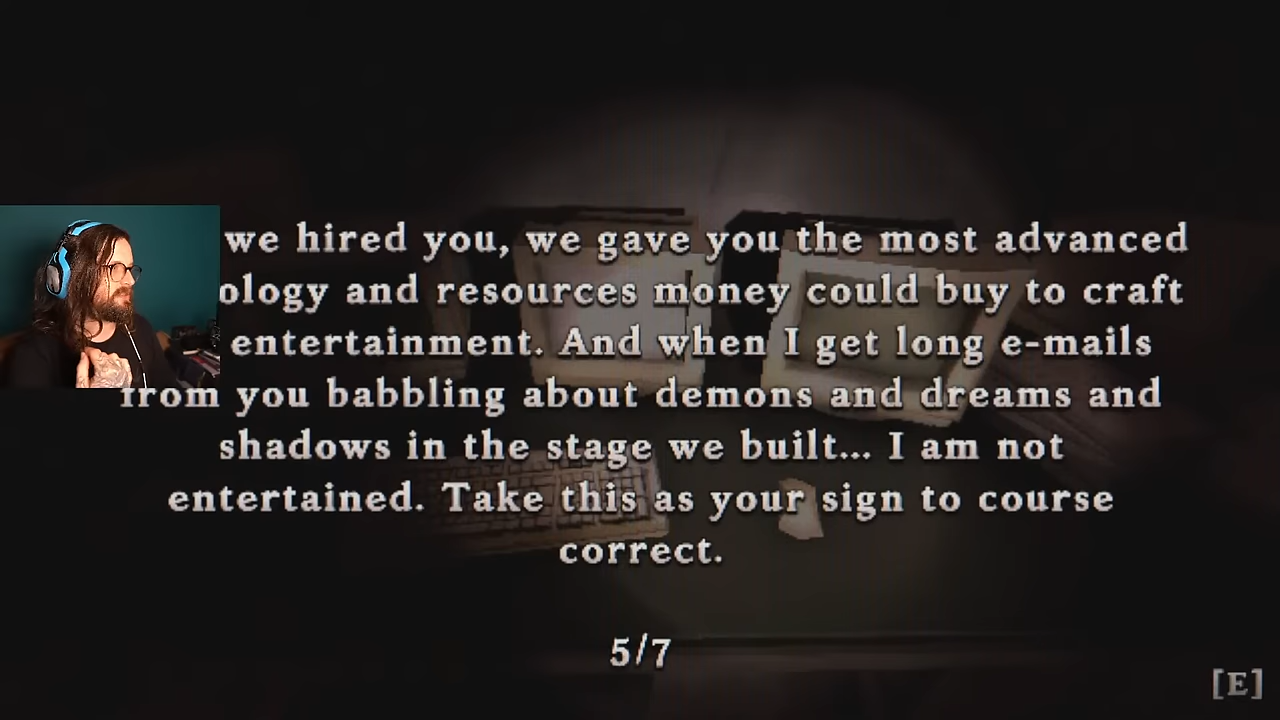 we hired you, we gave you the most advanced
ology and resources money could buy to craft
entertainment. And when I get long e-mails
from you babbling about demons and dreams and
shadows in the stage we built... I am not
entertained. Take this as your sign to course
correct.
5/7
[E]